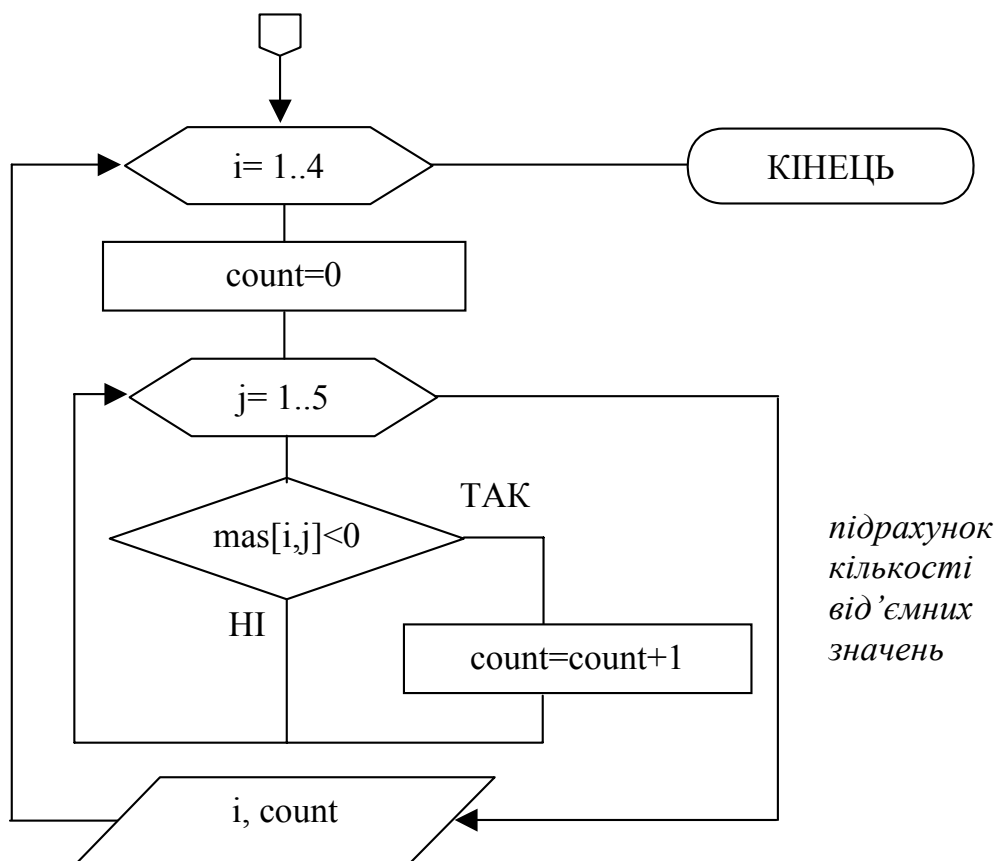 i= 1..4
КІНЕЦЬ
count=0
j= 1..5
ТАК
mas[i,j]<0
НІ
count=count+1
підрахунок
кількості
від’ємних
значень
i, count